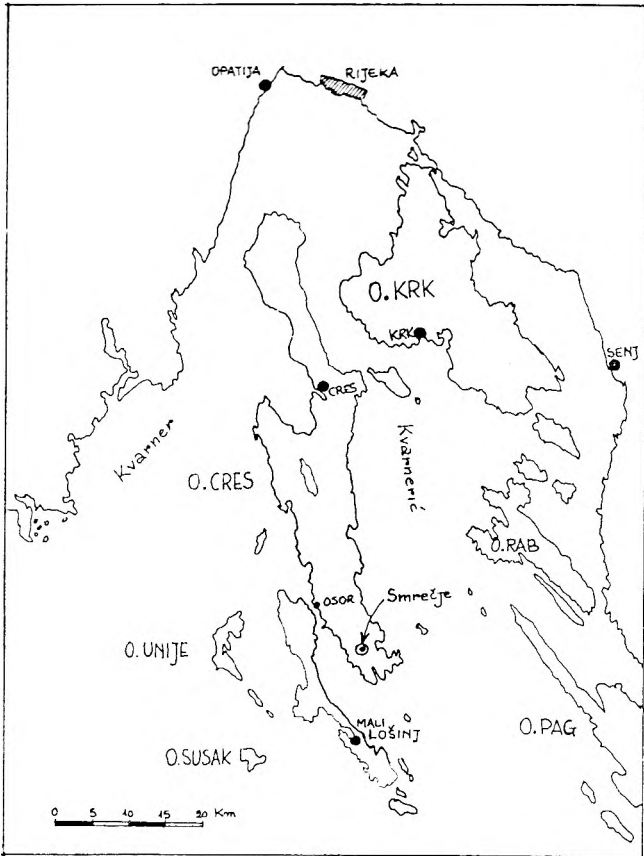 OPATIJA
RIJEKA
O.KRK
KRK
SENJ
CRES
Kvarner
Kvarnerić
O.CRES
O.RAB
OSOR
Smrečje
O.UNIJE
MALI
LOŠINJ
O.PAG
O.SUSAK
0 5 10 15 20 Km